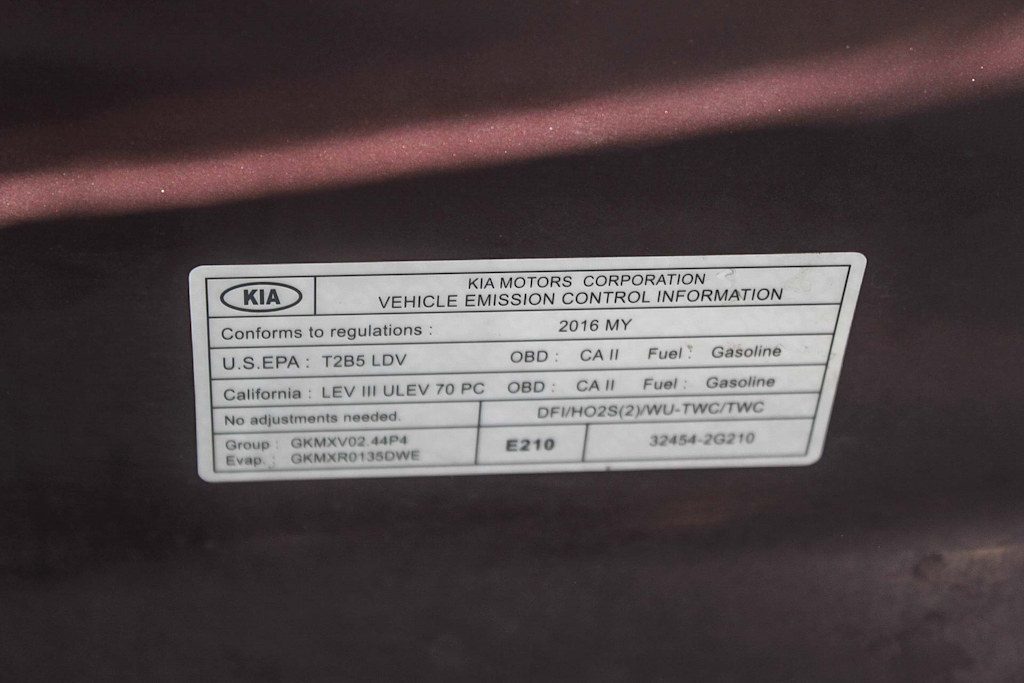 KIA
KIA MOTORS CORPORATION
VEHICLE EMISSION CONTROL INFORMATION
Conforms to regulations : 2016 MY
U.S.EPA : T2B5 LDV OBD : CA II Fuel : Gasoline
California : LEV III ULEV 70 PC OBD : CA II Fuel : Gasoline
No adjustments needed. DFI/HO2S(2)/WU-TWC/TWC
Group : GKMXV02.44P4
Evap. : GKMXR0135DWE
E210
32454-2G210